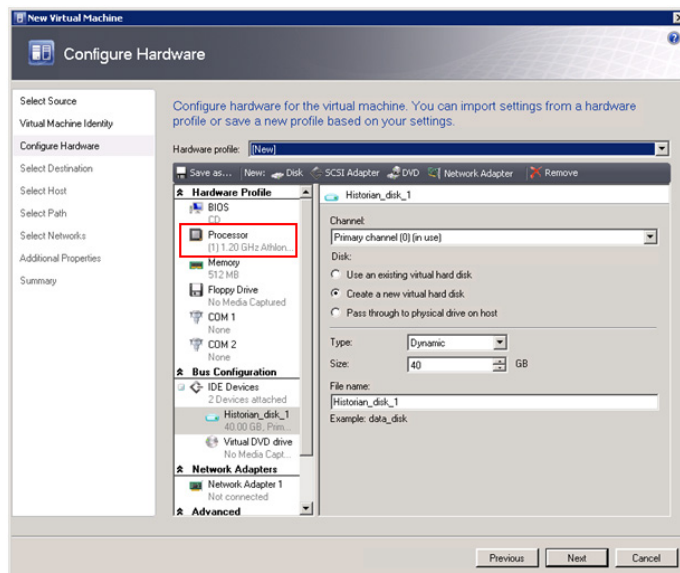 New Virtual Machine
Configure Hardware
Select Source
Virtual Machine Identity
Configure Hardware
Select Destination
Select Host
Select Path
Select Networks
Additional Properties
Summary
Configure hardware for the virtual machine. You can import settings from a hardware
profile or save a new profile based on your settings.
Hardware profile: [New]
Save as... New: Disk SCSI Adapter DVD Network Adapter Remove
Hardware Profile
BIOS
CD
Processor
(1) 1.20 GHz Athlon...
Memory
512 MB
Floppy Drive
No Media Captured
COM 1
None
COM 2
None
Bus Configuration
IDE Devices
2 Devices attached
Historian_disk_1
40.00 GB, Prim...
Virtual DVD drive
No Media Capt...
Network Adapters
Network Adapter 1
Not connected
Advanced
Historian_disk_1
Channel:
Primary channel (0) (in use)
Disk:
Use an existing virtual hard disk
Create a new virtual hard disk
Pass through to physical drive on host
Type: Dynamic
Size: 40 GB
File name:
Historian_disk_1
Example: data_disk
Previous Next Cancel